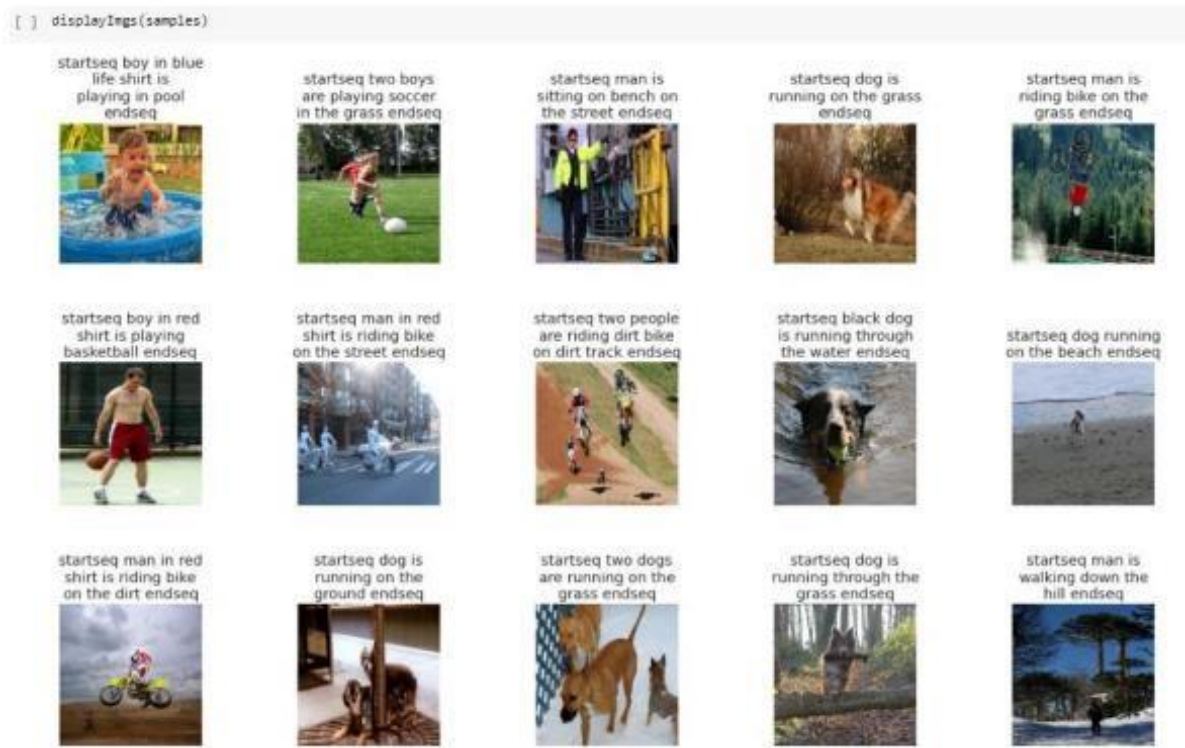 [ ] displayImgs(samples)
startseq boy in blue
life shirt is
playing in pool
endseq
startseq two boys
are playing soccer
in the grass endseq
startseq man is
sitting on bench on
the street endseq
startseq dog is
running on the grass
endseq
startseq man is
riding bike on the
grass endseq
startseq boy in red
shirt is playing
basketball endseq
startseq man in red
shirt is riding bike
on the street endseq
startseq two people
are riding dirt bike
on dirt track endseq
startseq black dog
is running through
the water endseq
startseq dog running
on the beach endseq
startseq man in red
shirt is riding bike
on the dirt endseq
startseq dog is
running on the
ground endseq
startseq two dogs
are running on the
grass endseq
startseq dog is
running through the
grass endseq
startseq man is
walking down the
hill endseq